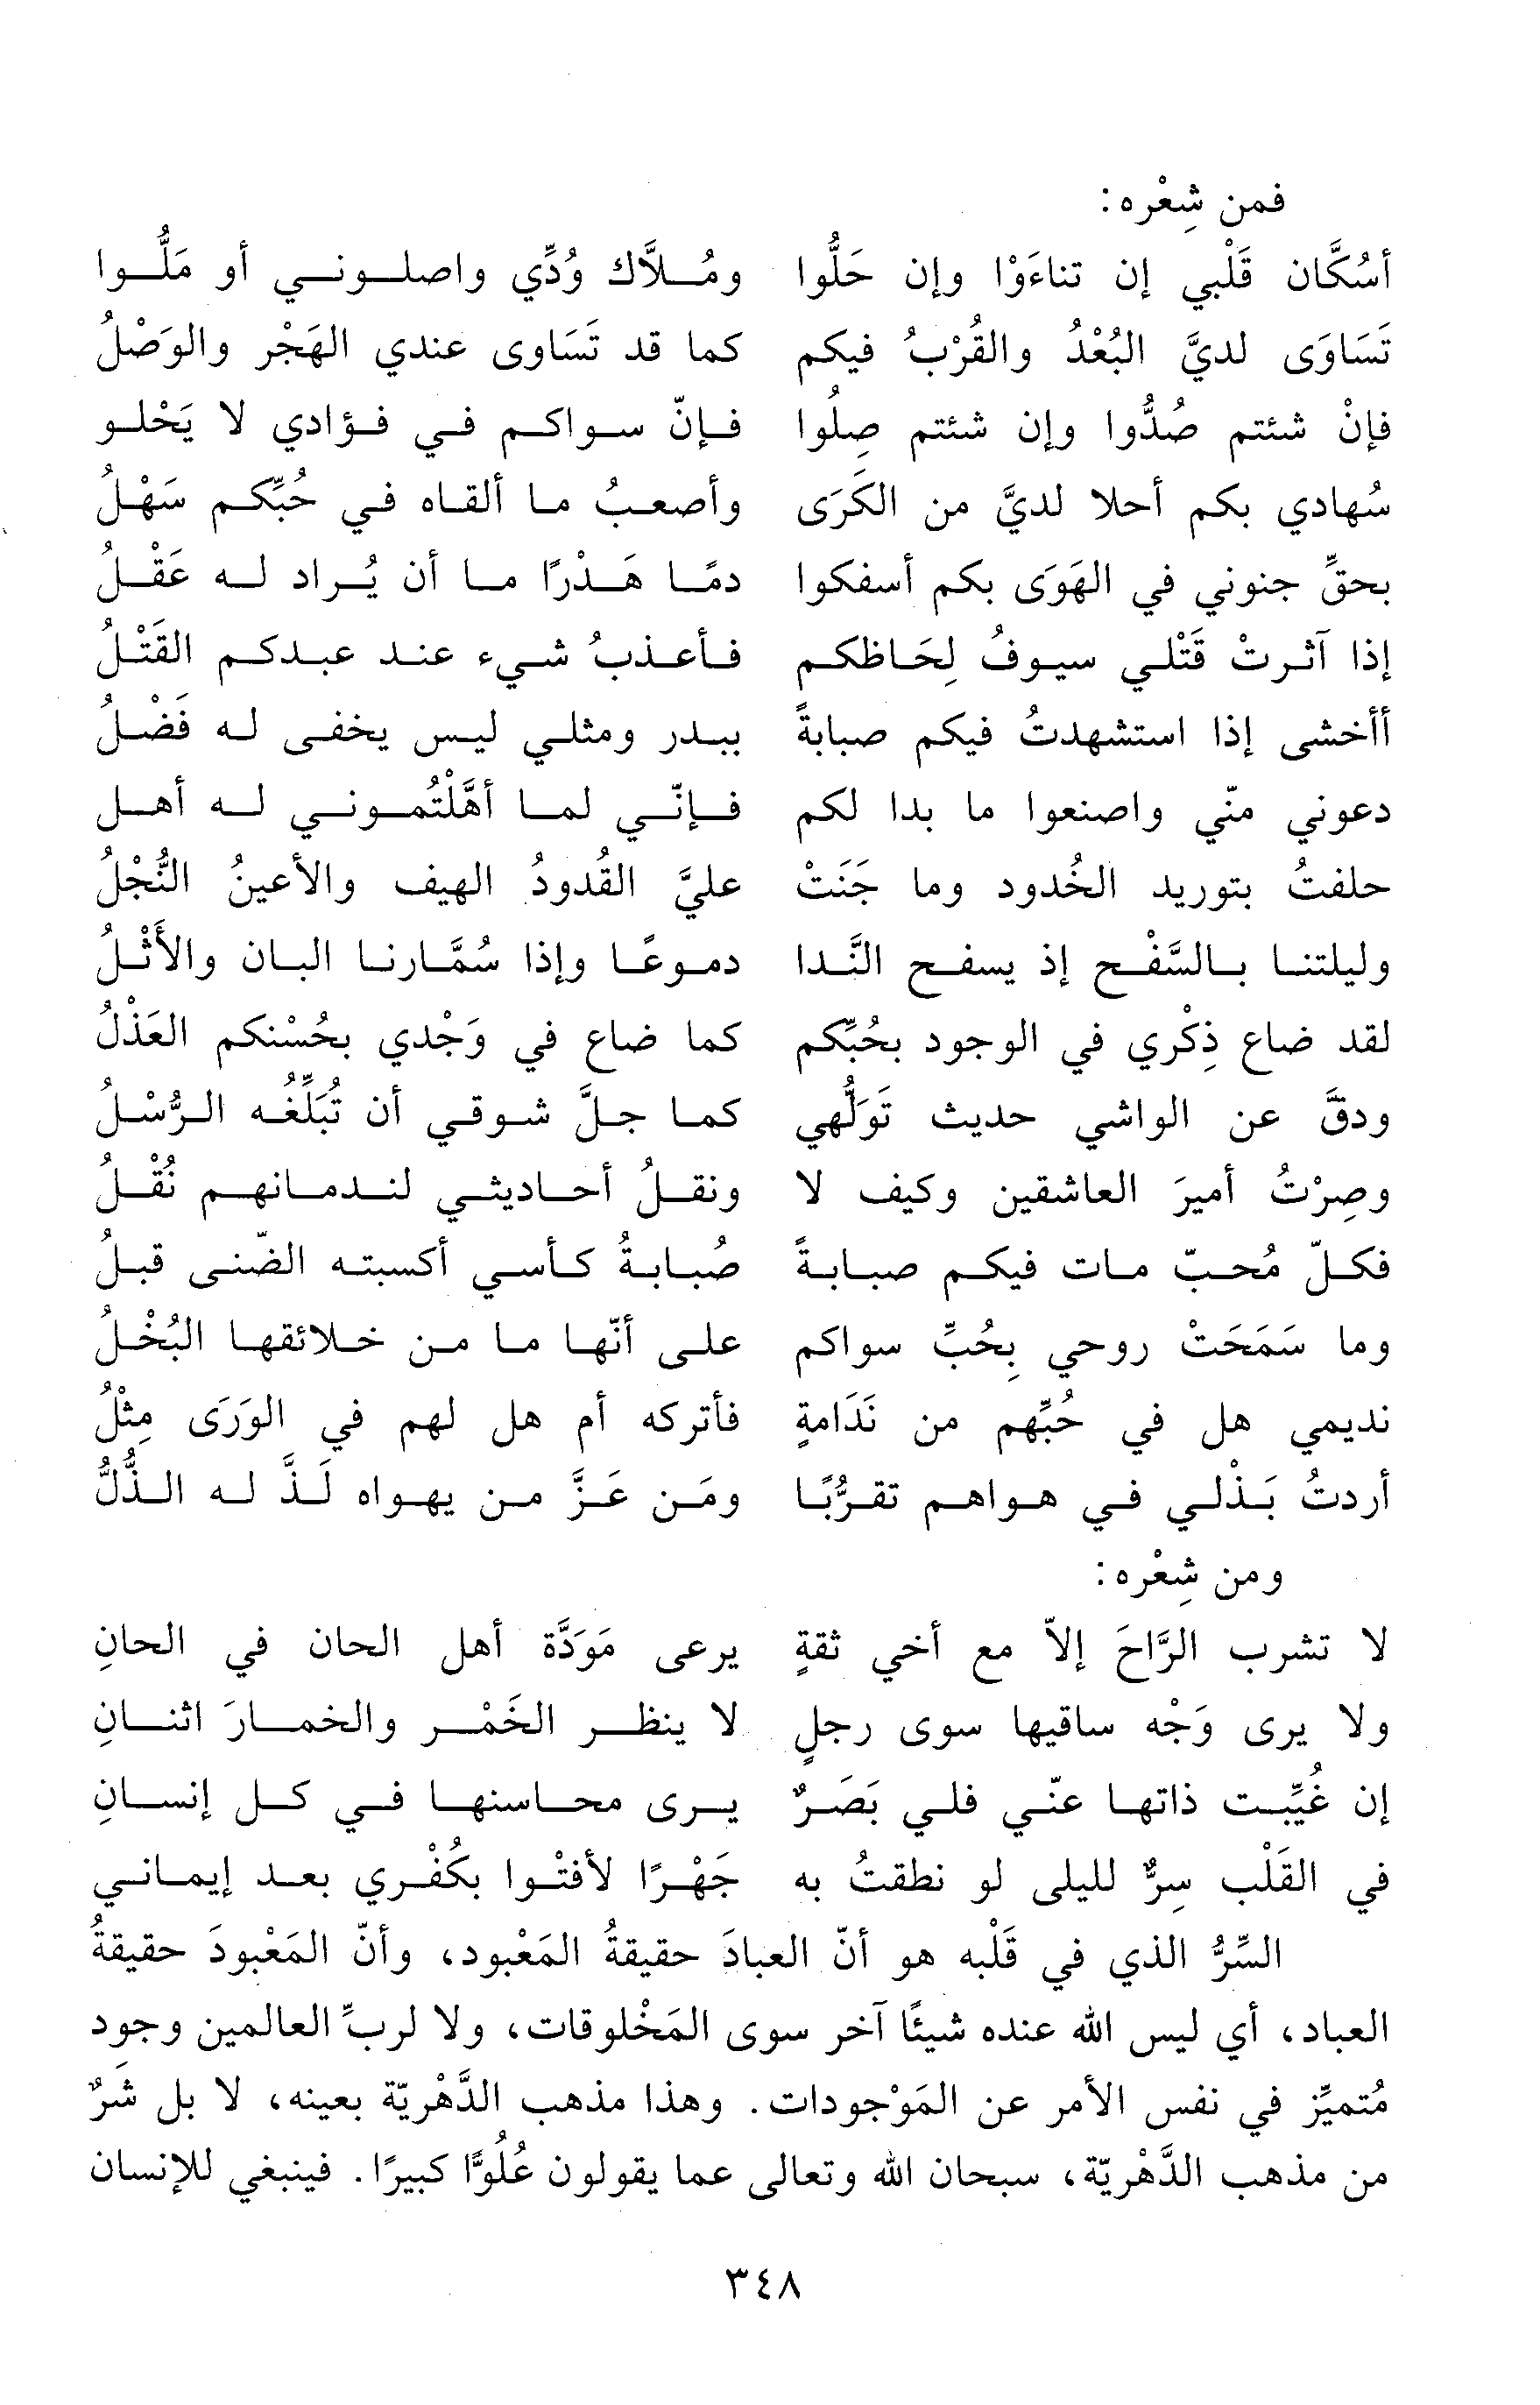 فمن شِعْره:
أسُكَّان قَلْبي إن تناءَوْا وإن حَلُّوا ومُلاَّك وُدِّي واصلوني أو مَلُّوا
تَسَاوَى لديَّ البُعْدُ والقُرْبُ فيكم كما قد تَسَاوى عندي الهَجْر والوَصْلُ
فإنْ شئتم صُدُّوا وإن شئتم صِلُوا فإنّ سواكم في فؤادي لا يَحْلو
سُهادي بكم أحلا لديَّ من الكَرَى وأصعبُ ما ألقاه في حُبِّكم سَهْلُ
بحقِّ جنوني في الهَوَى بكم أسفكوا دمًا هَذْرًا ما أن يُراد له عَقْلُ
إذا آثرتْ قَتْلي سيوفُ لِحَاظكم فأعذبُ شيء عند عبدكم القَتْلُ
أأخشى إذا استشهدتُ فيكم صبابةً ببدر ومثلي ليس يخفى له فَضْلُ
دعوني منّي واصنعوا ما بدا لكم فإنّي لما أهَّلْتُموني له أهل
حلفتُ بتوريد الخُدود وما جَنَتْ عليَّ القُدودُ الهيف والأعينُ النُّجْلُ
وليلتنا بالسَّفْح إذ يسفح النَّدا دموعًا وإذا سُمَّارنا البان والأَثْلُ
لقد ضاع ذِكْري في الوجود بحُبِّكم كما ضاع في وَجْدي بحُسْنكم العَذْلُ
ودقَّ عن الواشي حديث تَوَلُّهي كما جلَّ شوقي أن تُبَلِّغُه الرُّسْلُ
وصِرْتُ أميرَ العاشقين وكيف لا ونقلُ أحاديثي لندمانهم نُقْلُ
فكلّ مُحبّ مات فيكم صبابةً صُبابةُ كأسي أكسبته الضّنى قبلُ
وما سَمَحَتْ روحي بِحُبِّ سواكم على أنّها ما من خلائقها البُخْلُ
نديمي هل في حُبِّهم من نَدَامةٍ فأتركه أم هل لهم في الوَرَى مِثْلُ
أردتُ بَذْلي في هواهم تقرُّبًا ومَن عَزَّ من يهواه لَذَّ له الذُّلُّ
ومن شِعْره:
لا تشرب الرَّاحَ إلاّ مع أخي ثقةٍ يرعى مَوَدَّة أهل الحان في الحانِ
ولا يرى وَجْه ساقيها سوى رجلٍ لا ينظر الخَمْر والخمارَ اثنانِ
إن غُيِّبت ذاتها عنّي فلي بَصَرٌ يرى محاسنها في كل إنسانِ
في القَلْب سِرٌّ لليلى لو نطقتُ به جَهْرًا لأفتْوا بكُفْري بعد إيماني
السِّرُّ الذي في قَلْبه هو أنّ العبادَ حقيقةُ المَعْبود، وأنّ المَعْبودَ حقيقةُ
العباد، أي ليس الله عنده شيئًا آخر سوى المَخْلوقات، ولا لربِّ العالمين وجود
مُتميِّز في نفس الأمر عن المَوْجودات. وهذا مذهب الدَّهْريّة بعينه، لا بل شَرٌ
من مذهب الدَّهْريّة، سبحان الله وتعالى عما يقولون عُلُوًّا كبيرًا. فينبغي للإنسان
٣٤٨